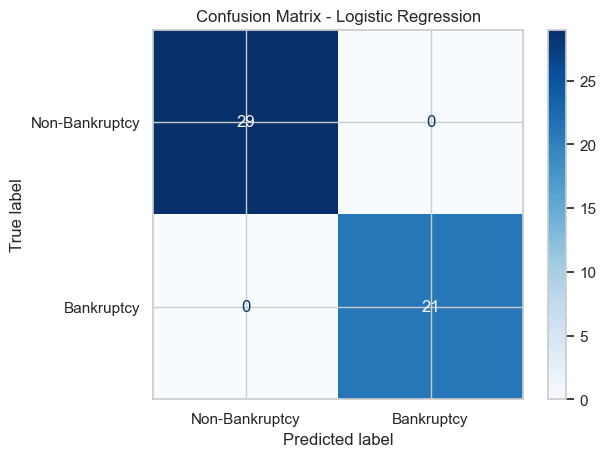 Confusion Matrix - Logistic Regression
Non-Bankruptcy
29
0
Bankruptcy
0
21
True label
Non-Bankruptcy
Bankruptcy
Predicted label
25
20
15
10
5
0